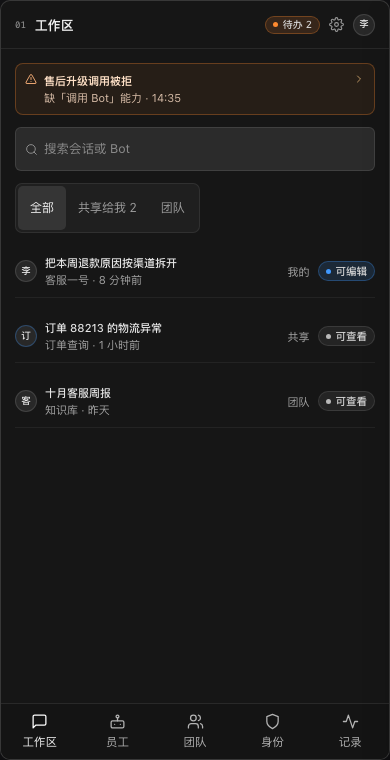 01 工作区 待办 2 李
售后升级调用被拒
缺「调用 Bot」能力 · 14:35
搜索会话或 Bot
全部 共享给我 2 团队
李 把本周退款原因按渠道拆开 我的 可编辑
客服一号 · 8 分钟前
订 订单 88213 的物流异常 共享 可查看
订单查询 · 1 小时前
客 十月客服周报 团队 可查看
知识库 · 昨天
工作区 员工 团队 身份 记录